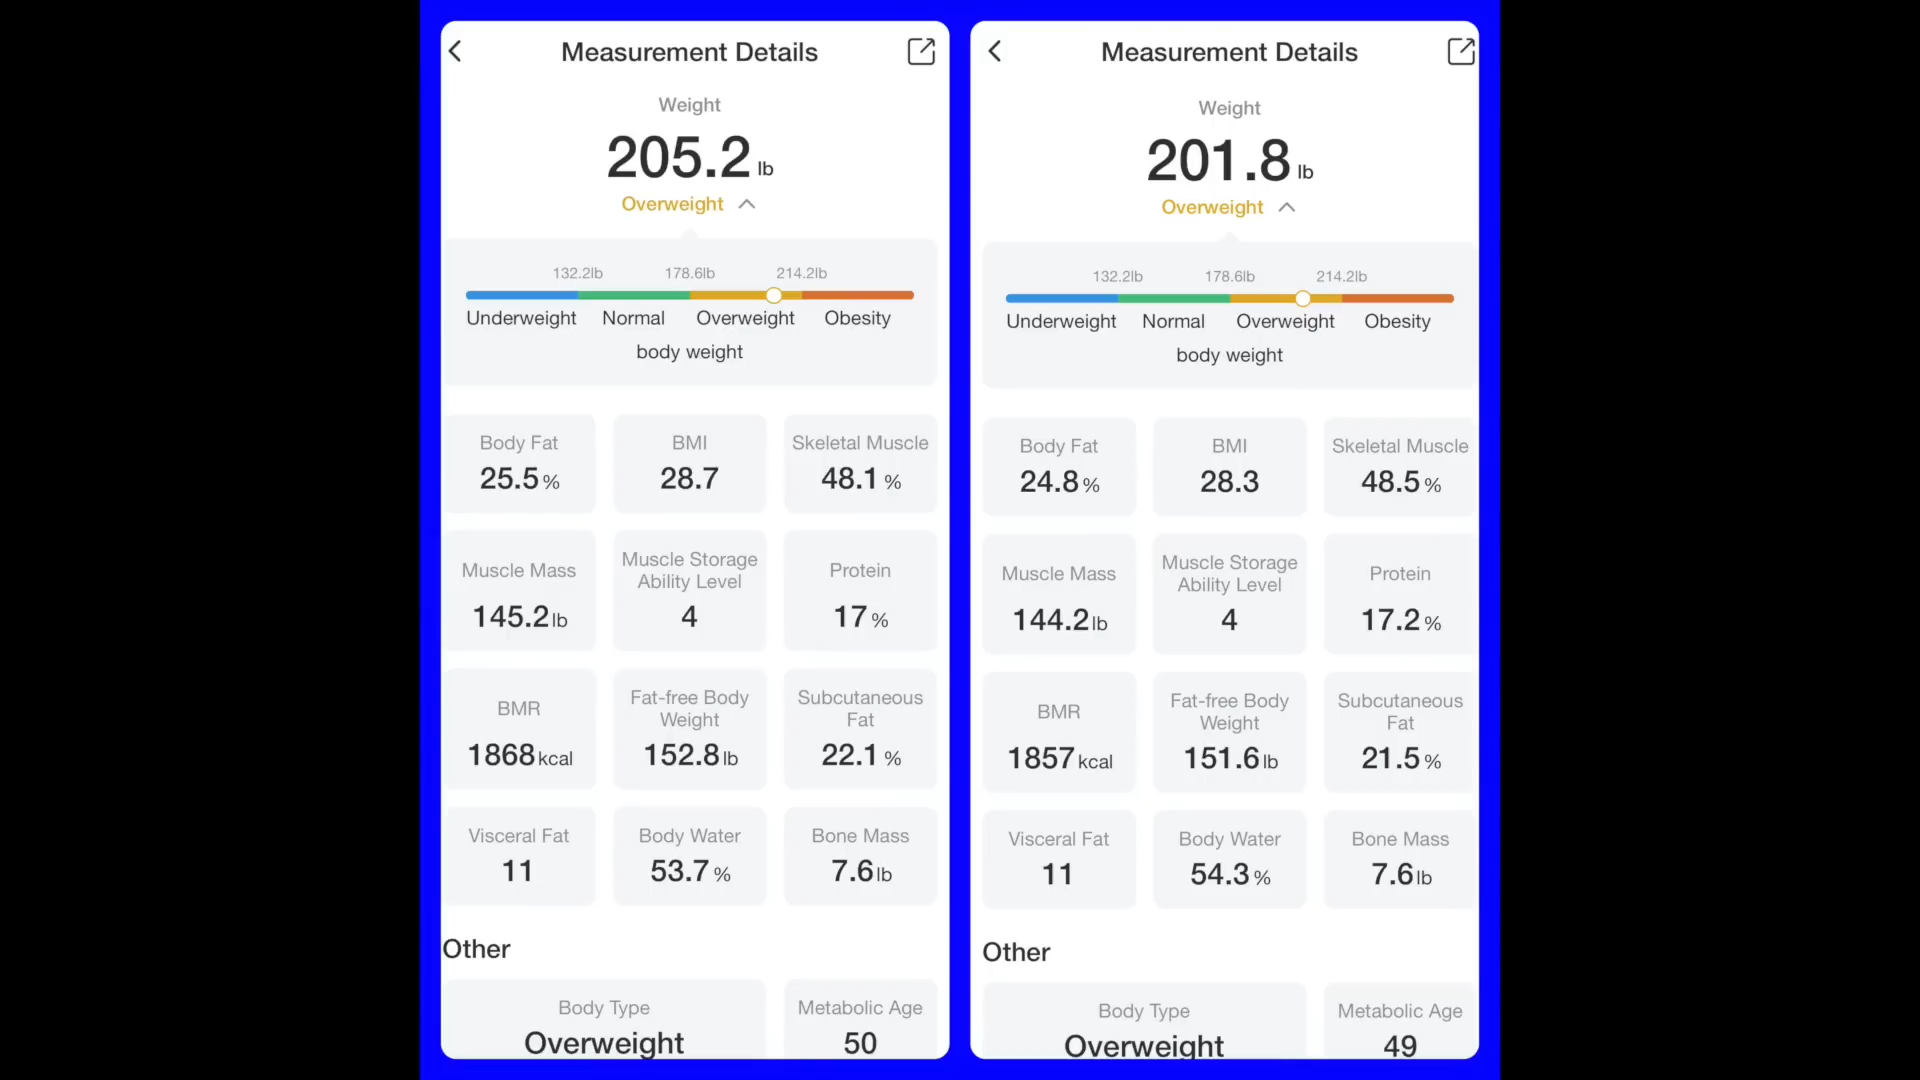 Measurement Details
Weight
205.2 lb
Overweight
132.2lb 178.6lb 214.2lb
Underweight Normal Overweight Obesity
body weight
Body Fat BMI Skeletal Muscle
25.5 % 28.7 48.1 %
Muscle Mass Muscle Storage Ability Level Protein
145.2 lb 4 17 %
BMR Fat-free Body Weight Subcutaneous Fat
1868 kcal 152.8 lb 22.1 %
Visceral Fat Body Water Bone Mass
11 53.7 % 7.6 lb
Other
Body Type Metabolic Age
Overweight 50
Measurement Details
Weight
201.8 lb
Overweight
132.2lb 178.6lb 214.2lb
Underweight Normal Overweight Obesity
body weight
Body Fat BMI Skeletal Muscle
24.8 % 28.3 48.5 %
Muscle Mass Muscle Storage Ability Level Protein
144.2 lb 4 17.2 %
BMR Fat-free Body Weight Subcutaneous Fat
1857 kcal 151.6 lb 21.5 %
Visceral Fat Body Water Bone Mass
11 54.3 % 7.6 lb
Other
Body Type Metabolic Age
Overweight 49